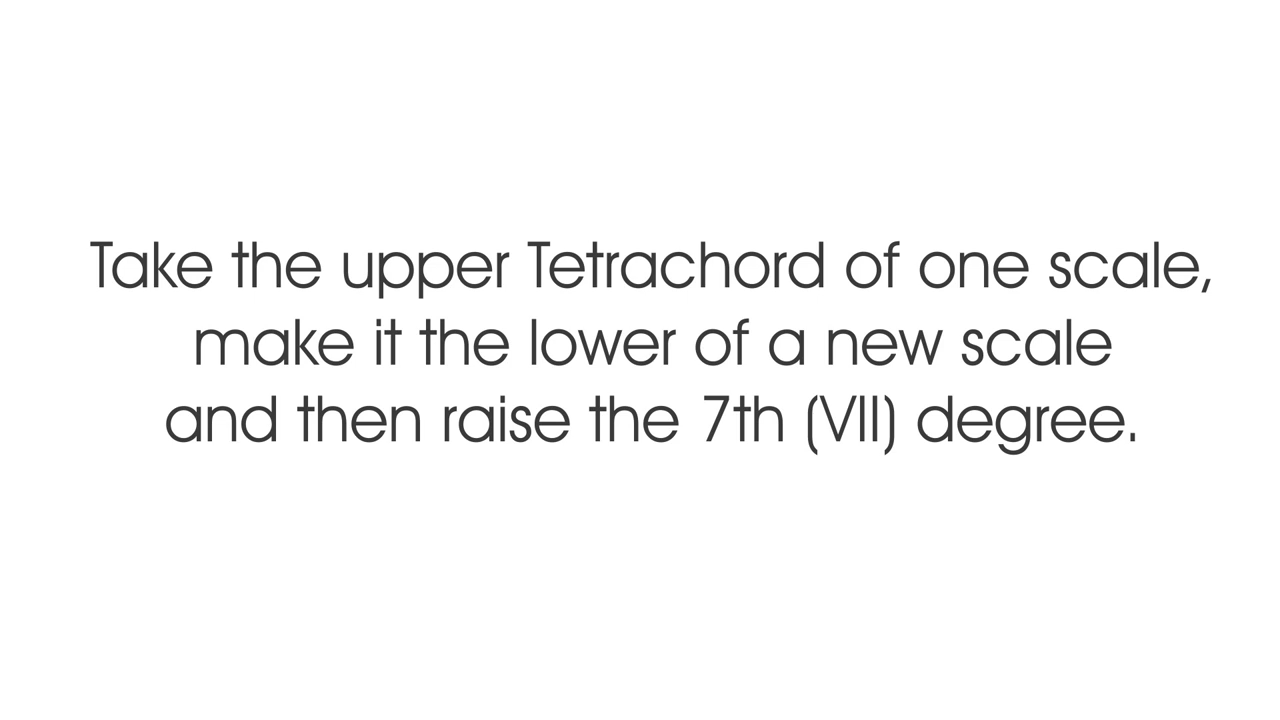 Take the upper Tetrachord of one scale,
make it the lower of a new scale
and then raise the 7th (VII) degree.